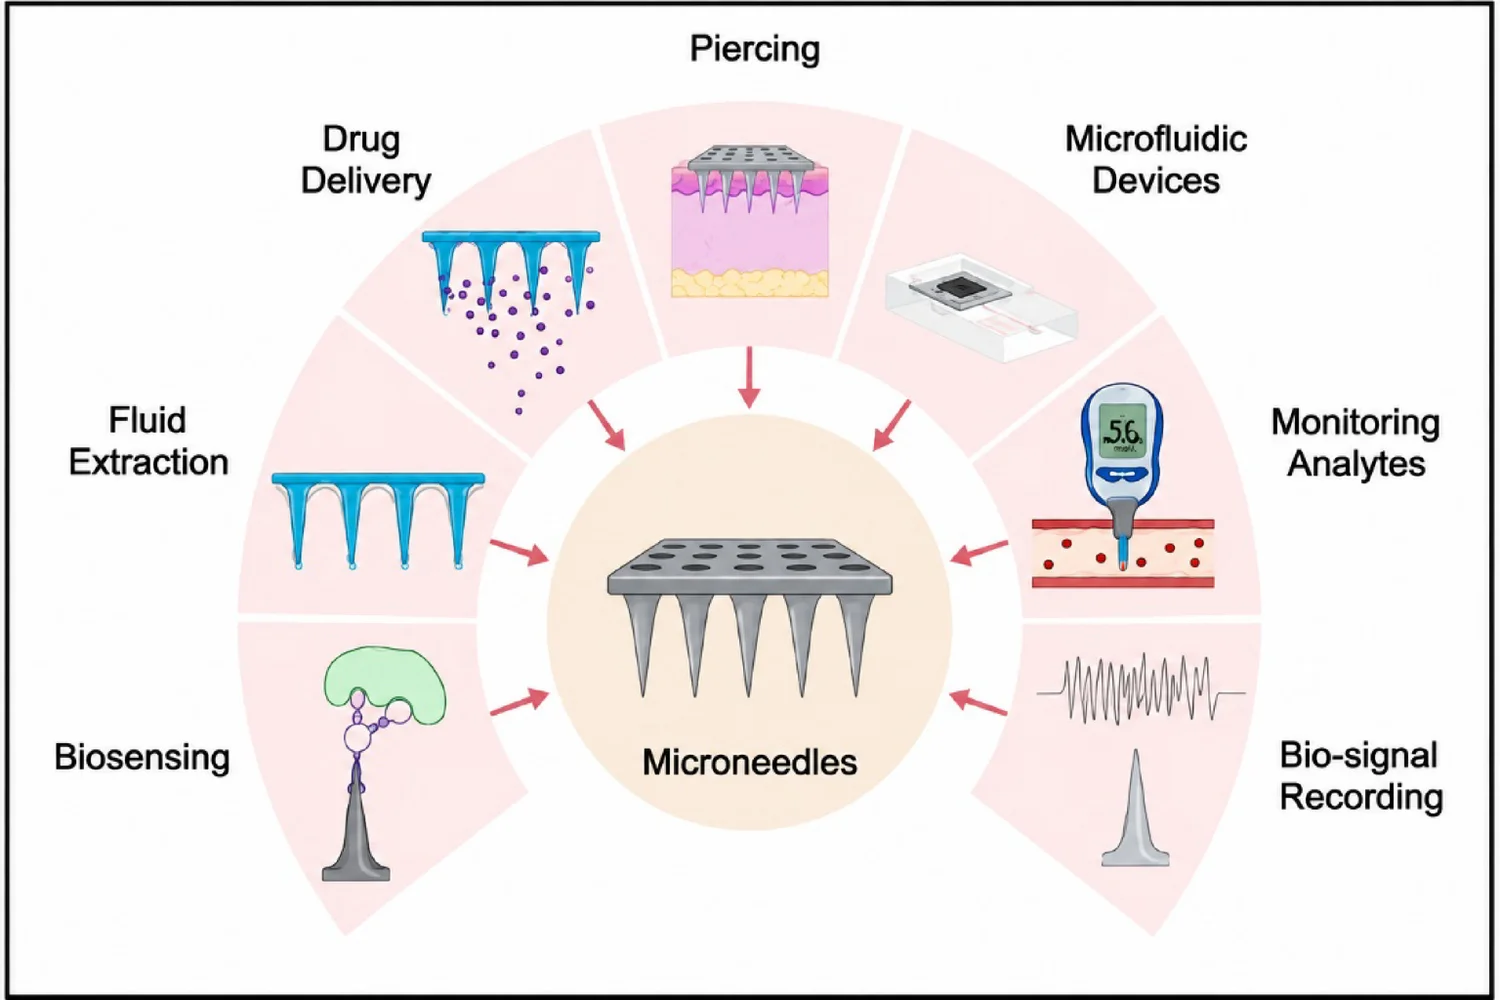 Piercing
Drug
Delivery
Microfluidic
Devices
Fluid
Extraction
Monitoring
Analytes
5.6
Biosensing
Microneedles
Bio-signal
Recording